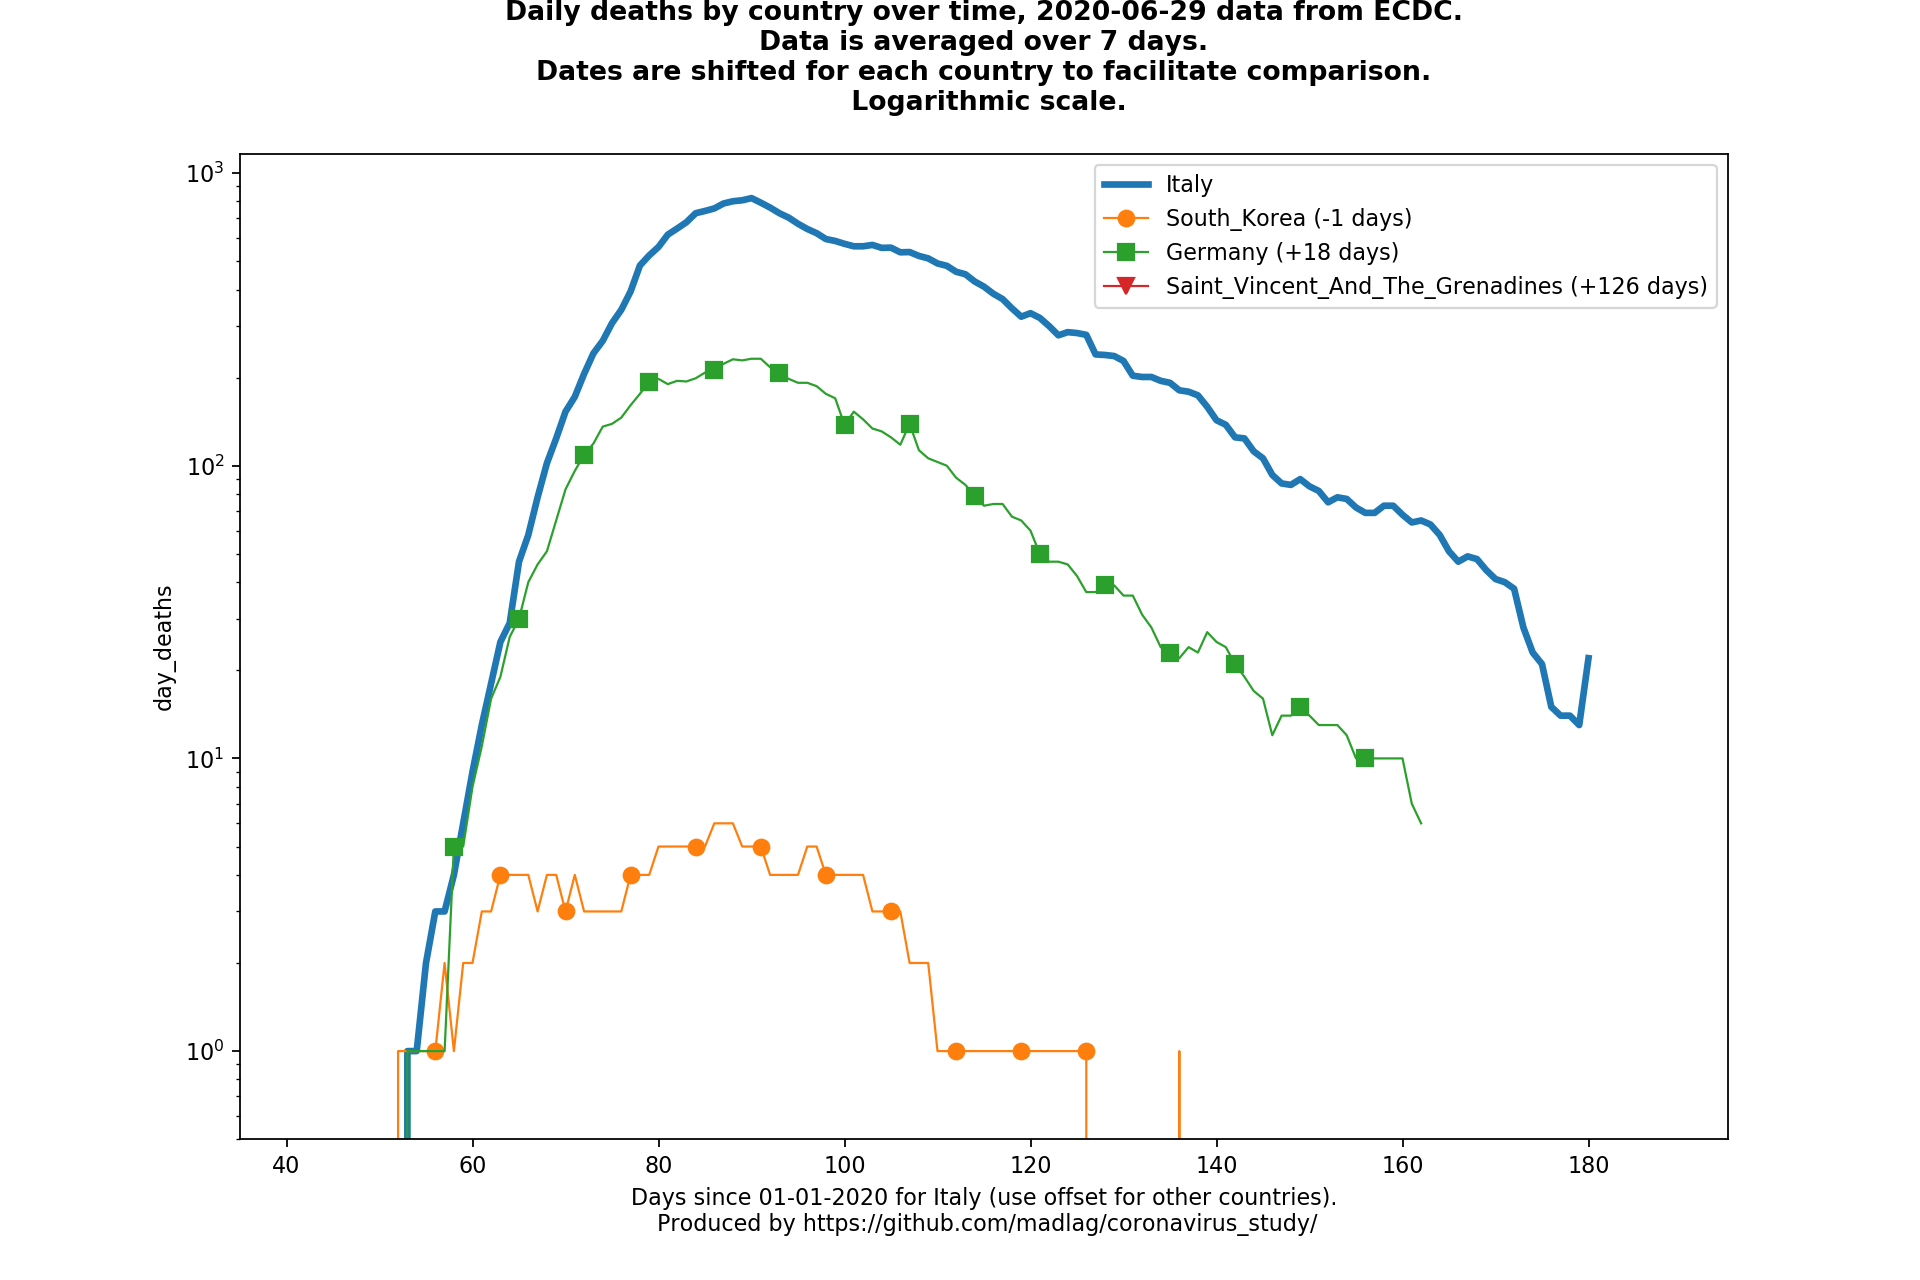 Daily deaths by country over time, 2020-06-29 data from ECDC.
Data is averaged over 7 days.
Dates are shifted for each country to facilitate comparison.
Logarithmic scale.
10³
10²
10¹
10⁰
day_deaths
Italy
South_Korea (-1 days)
Germany (+18 days)
Saint_Vincent_And_The_Grenadines (+126 days)
40 60 80 100 120 140 160 180
Days since 01-01-2020 for Italy (use offset for other countries).
Produced by https://github.com/madlag/coronavirus_study/